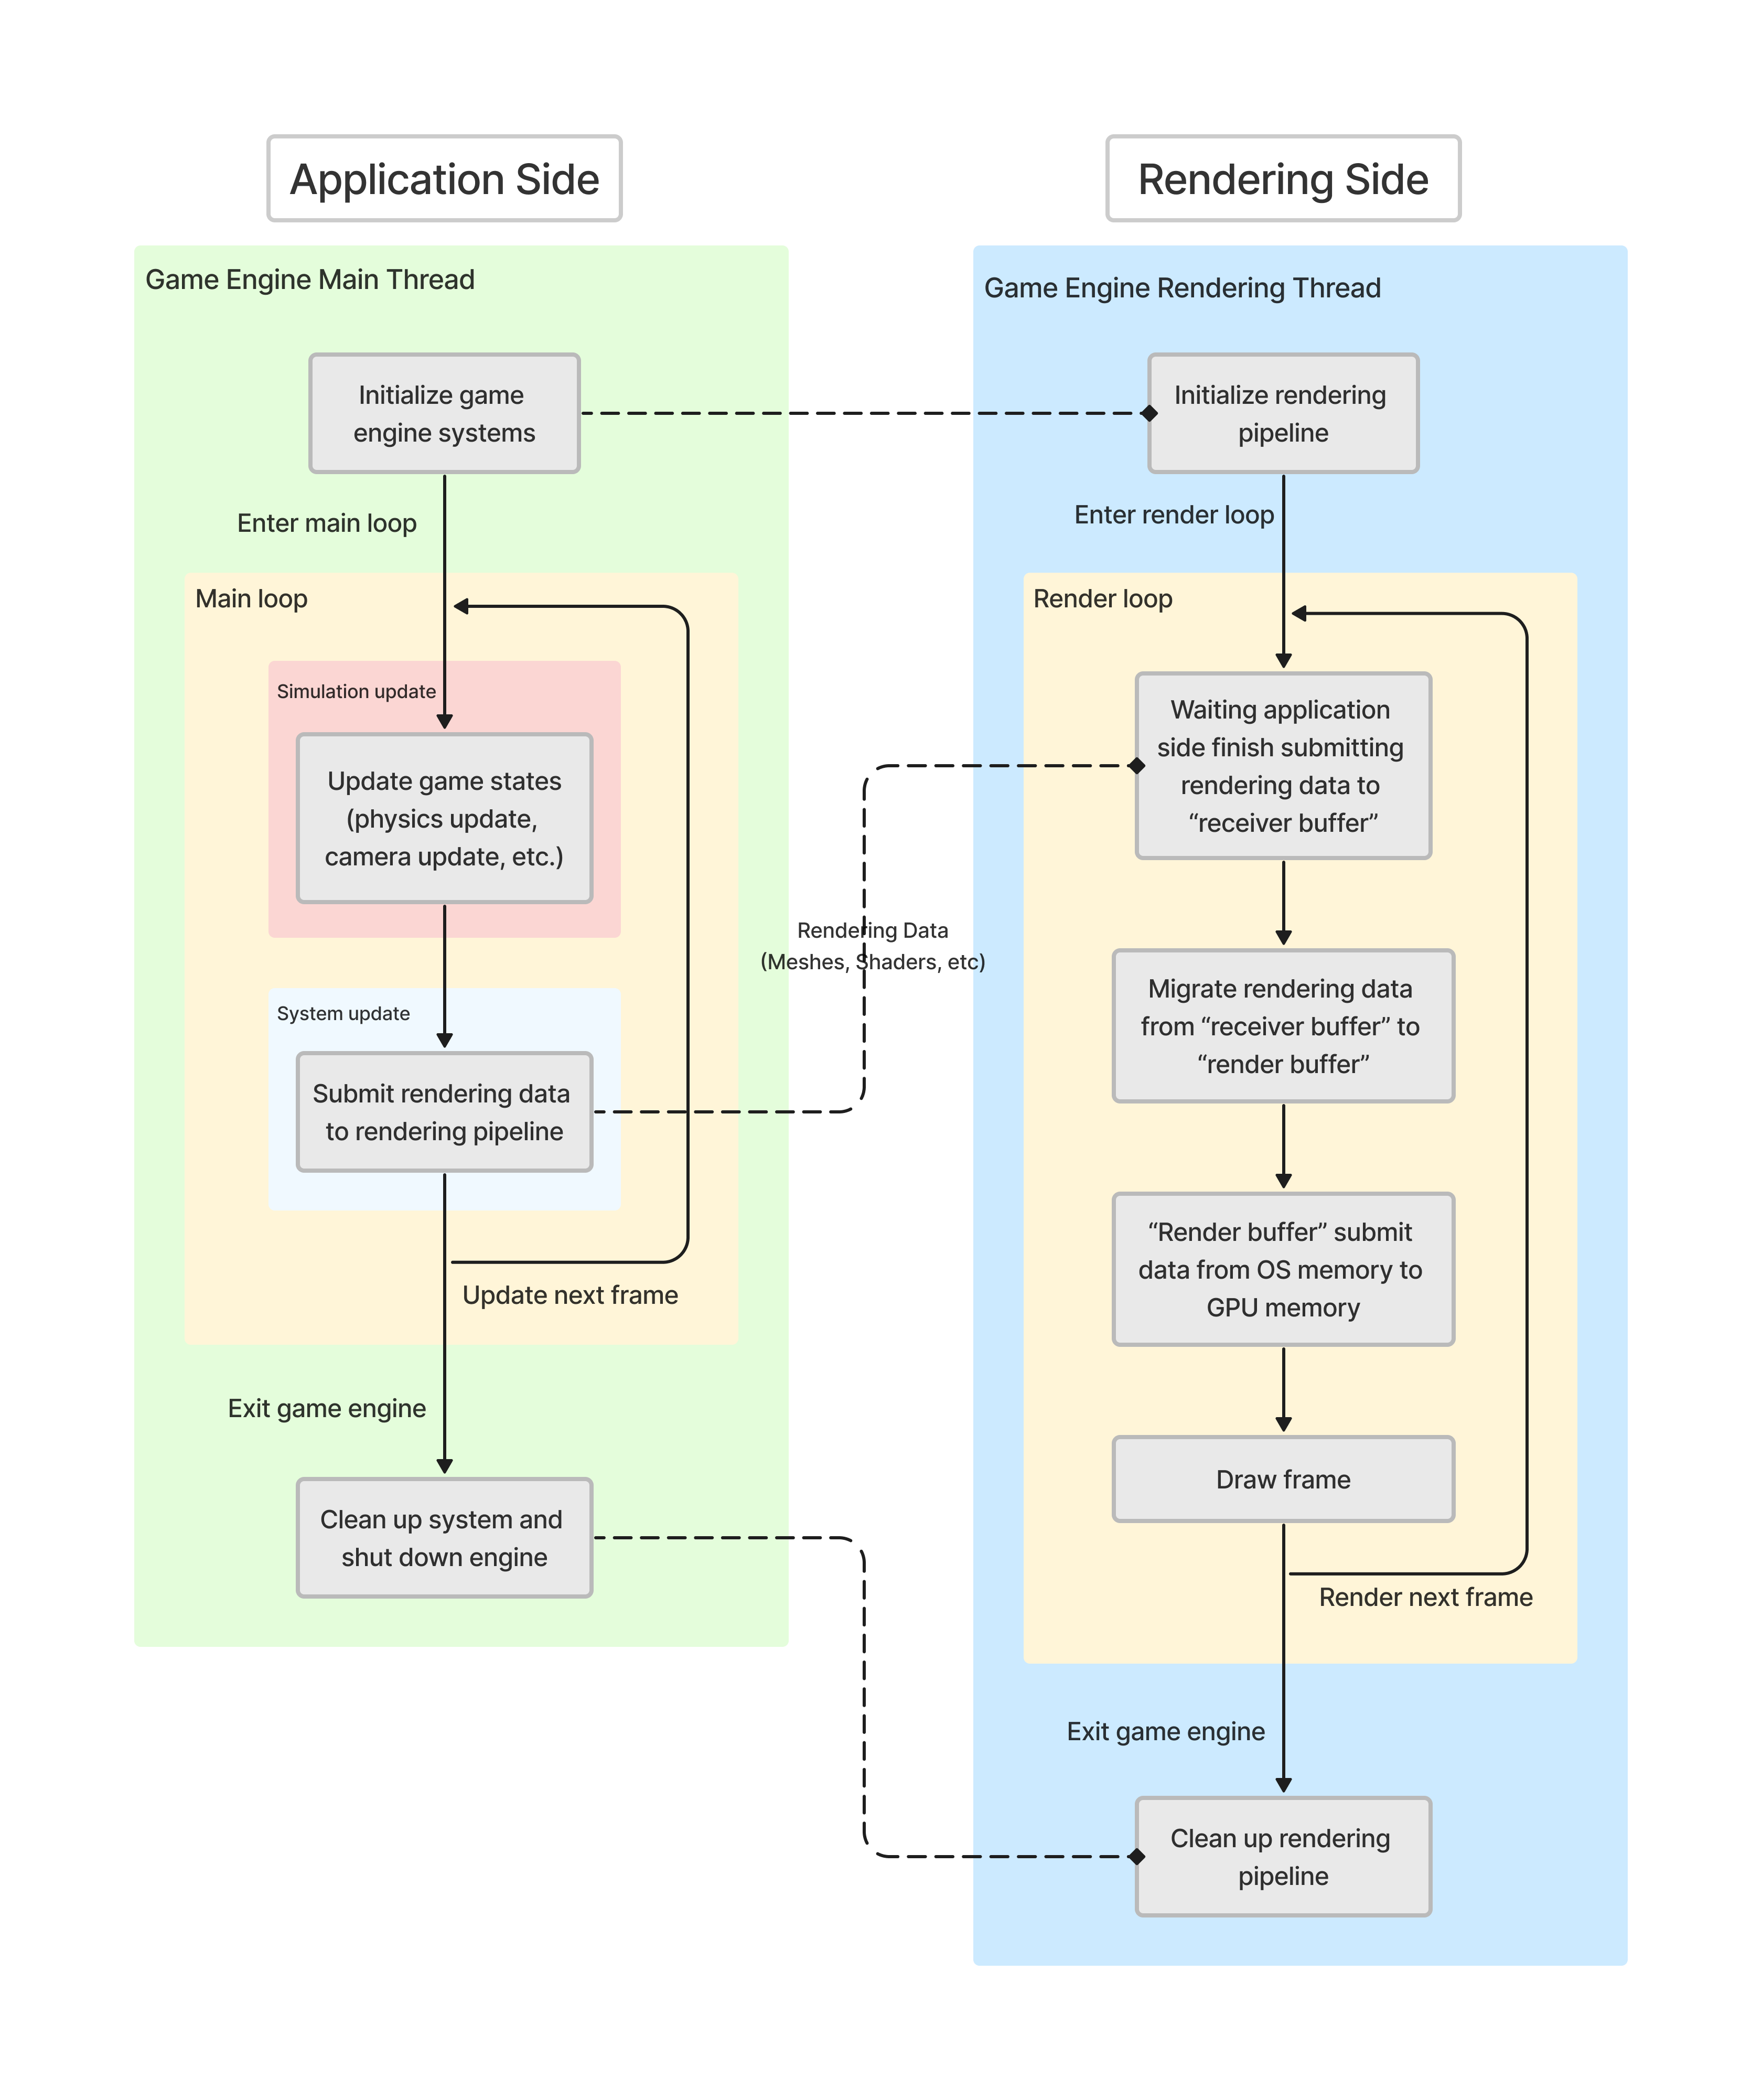 Application Side
Game Engine Main Thread
Initialize game
engine systems
Enter main loop
Main loop
Simulation update
Update game states
(physics update,
camera update, etc.)
System update
Submit rendering data
to rendering pipeline
Update next frame
Exit game engine
Clean up system and
shut down engine
Rendering Data
(Meshes, Shaders, etc)
Rendering Side
Game Engine Rendering Thread
Initialize rendering
pipeline
Enter render loop
Render loop
Waiting application
side finish submitting
rendering data to
“receiver buffer”
Migrate rendering data
from “receiver buffer” to
“render buffer”
“Render buffer” submit
data from OS memory to
GPU memory
Draw frame
Render next frame
Exit game engine
Clean up rendering
pipeline